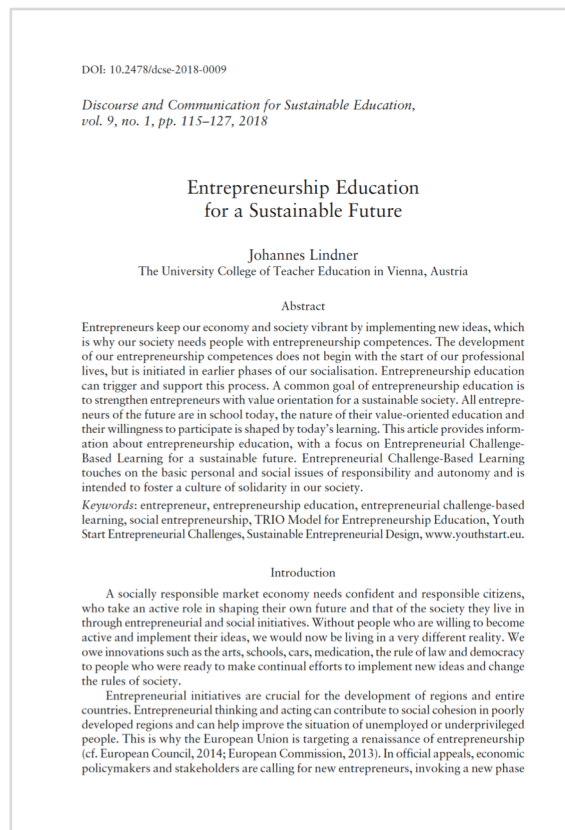 DOI: 10.2478/dcse-2018-0009
Discourse and Communication for Sustainable Education,
vol. 9, no. 1, pp. 115–127, 2018
Entrepreneurship Education
for a Sustainable Future
Johannes Lindner
The University College of Teacher Education in Vienna, Austria
Abstract
Entrepreneurs keep our economy and society vibrant by implementing new ideas, which
is why our society needs people with entrepreneurship competences. The development
of our entrepreneurship competences does not begin with the start of our professional
lives, but is initiated in earlier phases of our socialisation. Entrepreneurship education
can trigger and support this process. A common goal of entrepreneurship education is
to strengthen entrepreneurs with value orientation for a sustainable society. All entrepre-
neurs of the future are in school today, the nature of their value-oriented education and
their willingness to participate is shaped by today’s learning. This article provides inform-
ation about entrepreneurship education, with a focus on Entrepreneurial Challenge-
Based Learning for a sustainable future. Entrepreneurial Challenge-Based Learning
touches on the basic personal and social issues of responsibility and autonomy and is
intended to foster a culture of solidarity in our society.
Keywords: entrepreneur, entrepreneurship education, entrepreneurial challenge-based
learning, social entrepreneurship, TRIO Model for Entrepreneurship Education, Youth
Start Entrepreneurial Challenges, Sustainable Entrepreneurial Design, www.youthstart.eu.
Introduction
A socially responsible market economy needs confident and responsible citizens,
who take an active role in shaping their own future and that of the society they live in
through entrepreneurial and social initiatives. Without people who are willing to become
active and implement their ideas, we would now be living in a very different reality. We
owe innovations such as the arts, schools, cars, medication, the rule of law and democracy
to people who were ready to make continual efforts to implement new ideas and change
the rules of society.
Entrepreneurial initiatives are crucial for the development of regions and entire
countries. Entrepreneurial thinking and acting can contribute to social cohesion in poorly
developed regions and can help improve the situation of unemployed or underprivileged
people. This is why the European Union is targeting a renaissance of entrepreneurship
(cf. European Council, 2014; European Commission, 2013). In official appeals, economic
policymakers and stakeholders are calling for new entrepreneurs, invoking a new phase